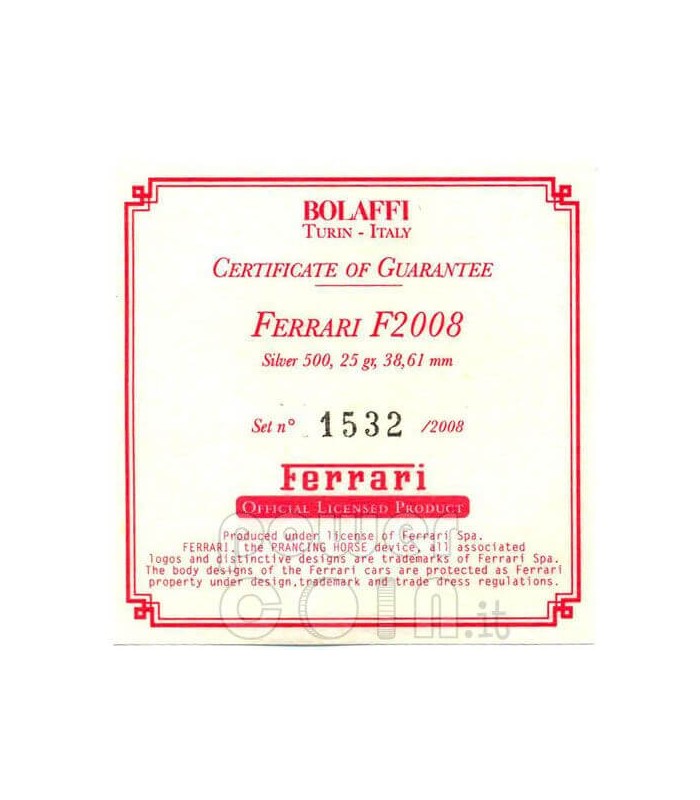 BOLAFFI
TURIN - ITALY
CERTIFICATE OF GUARANTEE
FERRARI F2008
Silver 500, 25 gr, 38,61 mm
Set n° 1532 /2008
Ferrari
OFFICIAL LICENSED PRODUCT
Produced under license of Ferrari Spa.
FERRARI, the PRANCING HORSE device, all associated
logos and distinctive designs are trademarks of Ferrari Spa.
The body designs of the Ferrari cars are protected as Ferrari
property under design,trademark and trade dress regulations.
power
coin.it